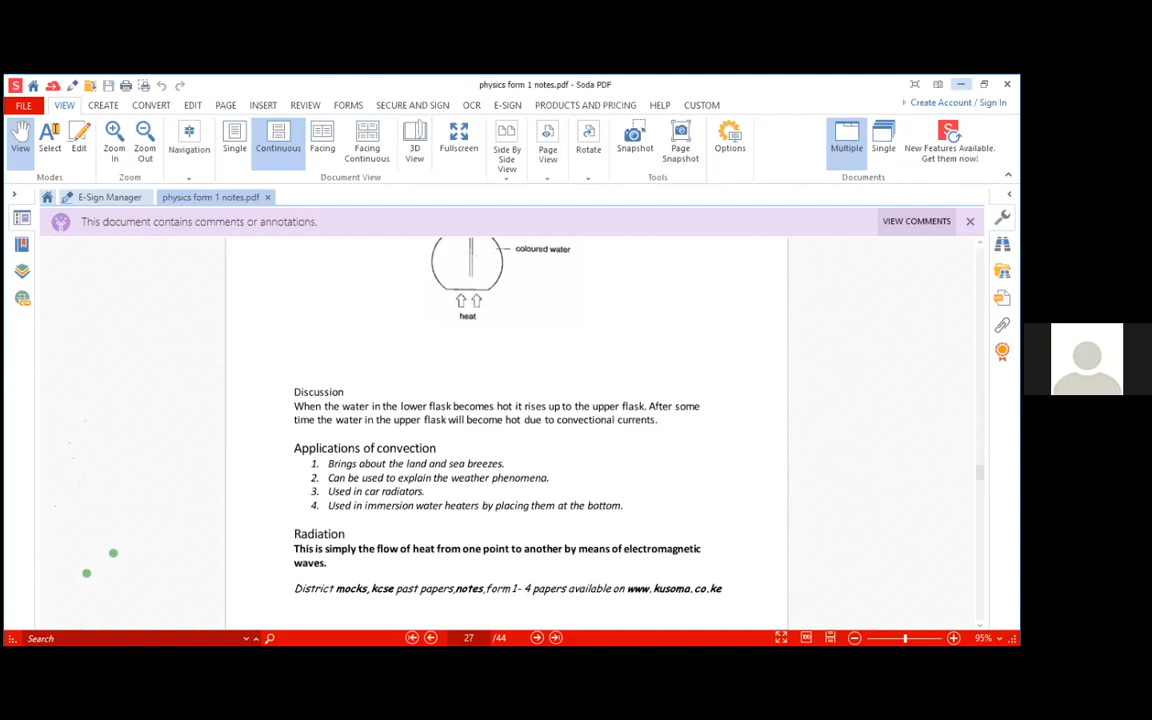 physics form 1 notes.pdf - Soda PDF
FILE VIEW CREATE CONVERT EDIT PAGE INSERT REVIEW FORMS SECURE AND SIGN OCR E-SIGN PRODUCTS AND PRICING HELP CUSTOM
Create Account / Sign In
View
Select
Edit
Zoom In
Zoom Out
Navigation
Single
Continuous
Facing
Facing Continuous
3D View
Fullscreen
Side By Side View
Page View
Rotate
Snapshot
Page Snapshot
Options
Multiple
Single
New Features Available. Get them now!
Modes
Zoom
Document View
Tools
Documents
E-Sign Manager
physics form 1 notes.pdf
This document contains comments or annotations.
VIEW COMMENTS
coloured water
heat
Discussion
When the water in the lower flask becomes hot it rises up to the upper flask. After some
time the water in the upper flask will become hot due to convectional currents.
Applications of convection
1. Brings about the land and sea breezes.
2. Can be used to explain the weather phenomena.
3. Used in car radiators.
4. Used in immersion water heaters by placing them at the bottom.
Radiation
This is simply the flow of heat from one point to another by means of electromagnetic
waves.
District mocks, kcse past papers,notes,form 1- 4 papers available on www.kusoma.co.ke
Search
27 /44
95%